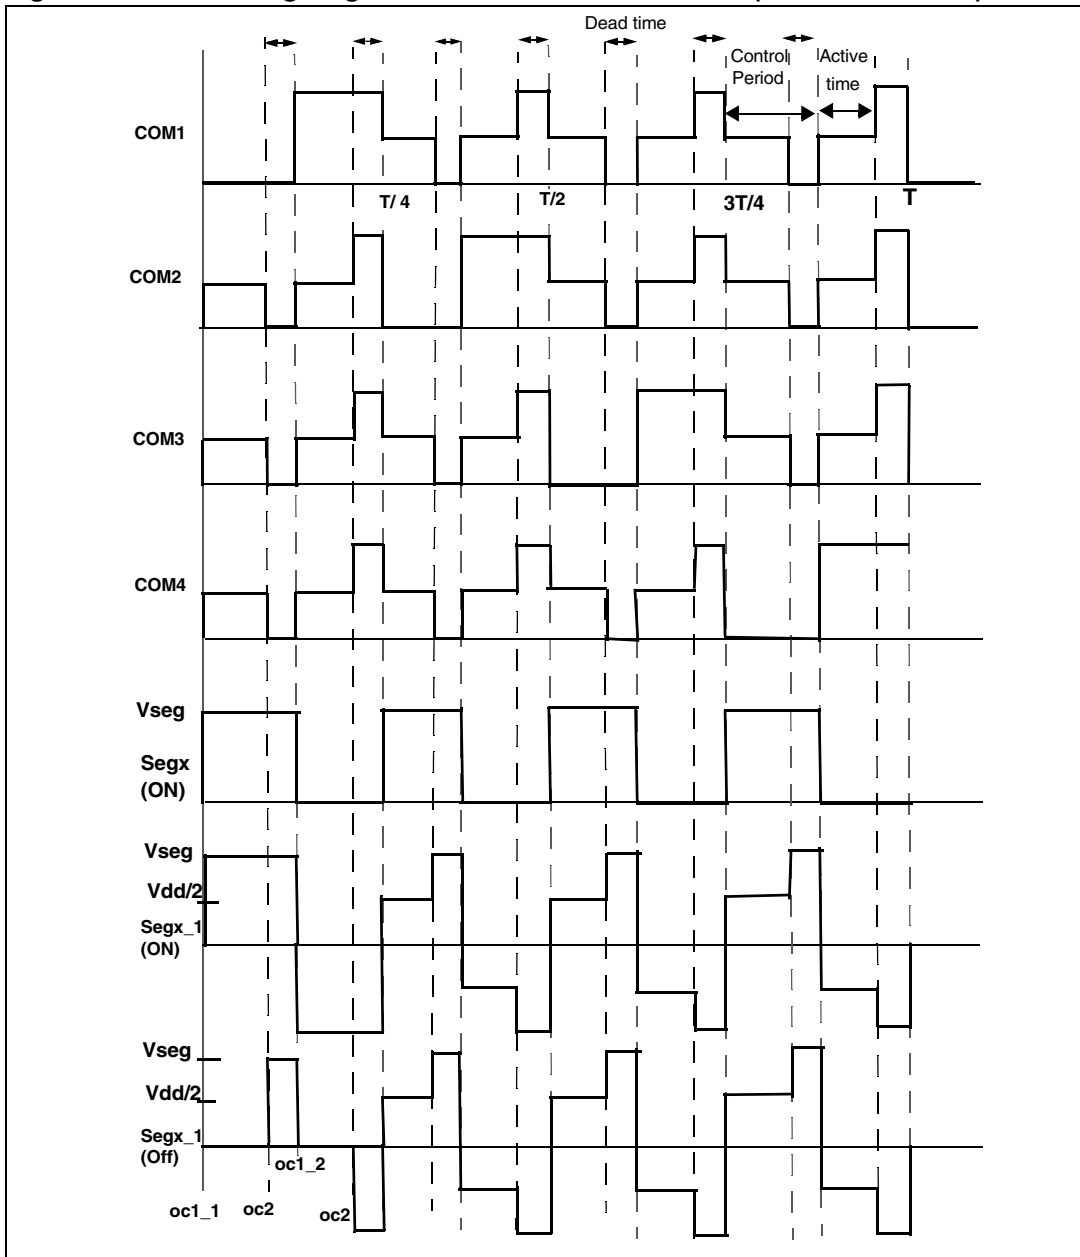 Dead time
Control
Period
Active
time
COM1
T/ 4
T/2
3T/4
T
COM2
COM3
COM4
Vseg
Segx
(ON)
Vseg
Vdd/2
Segx_1
(ON)
Vseg
Vdd/2
Segx_1
(Off)
oc1_2
oc1_1
oc2
oc2